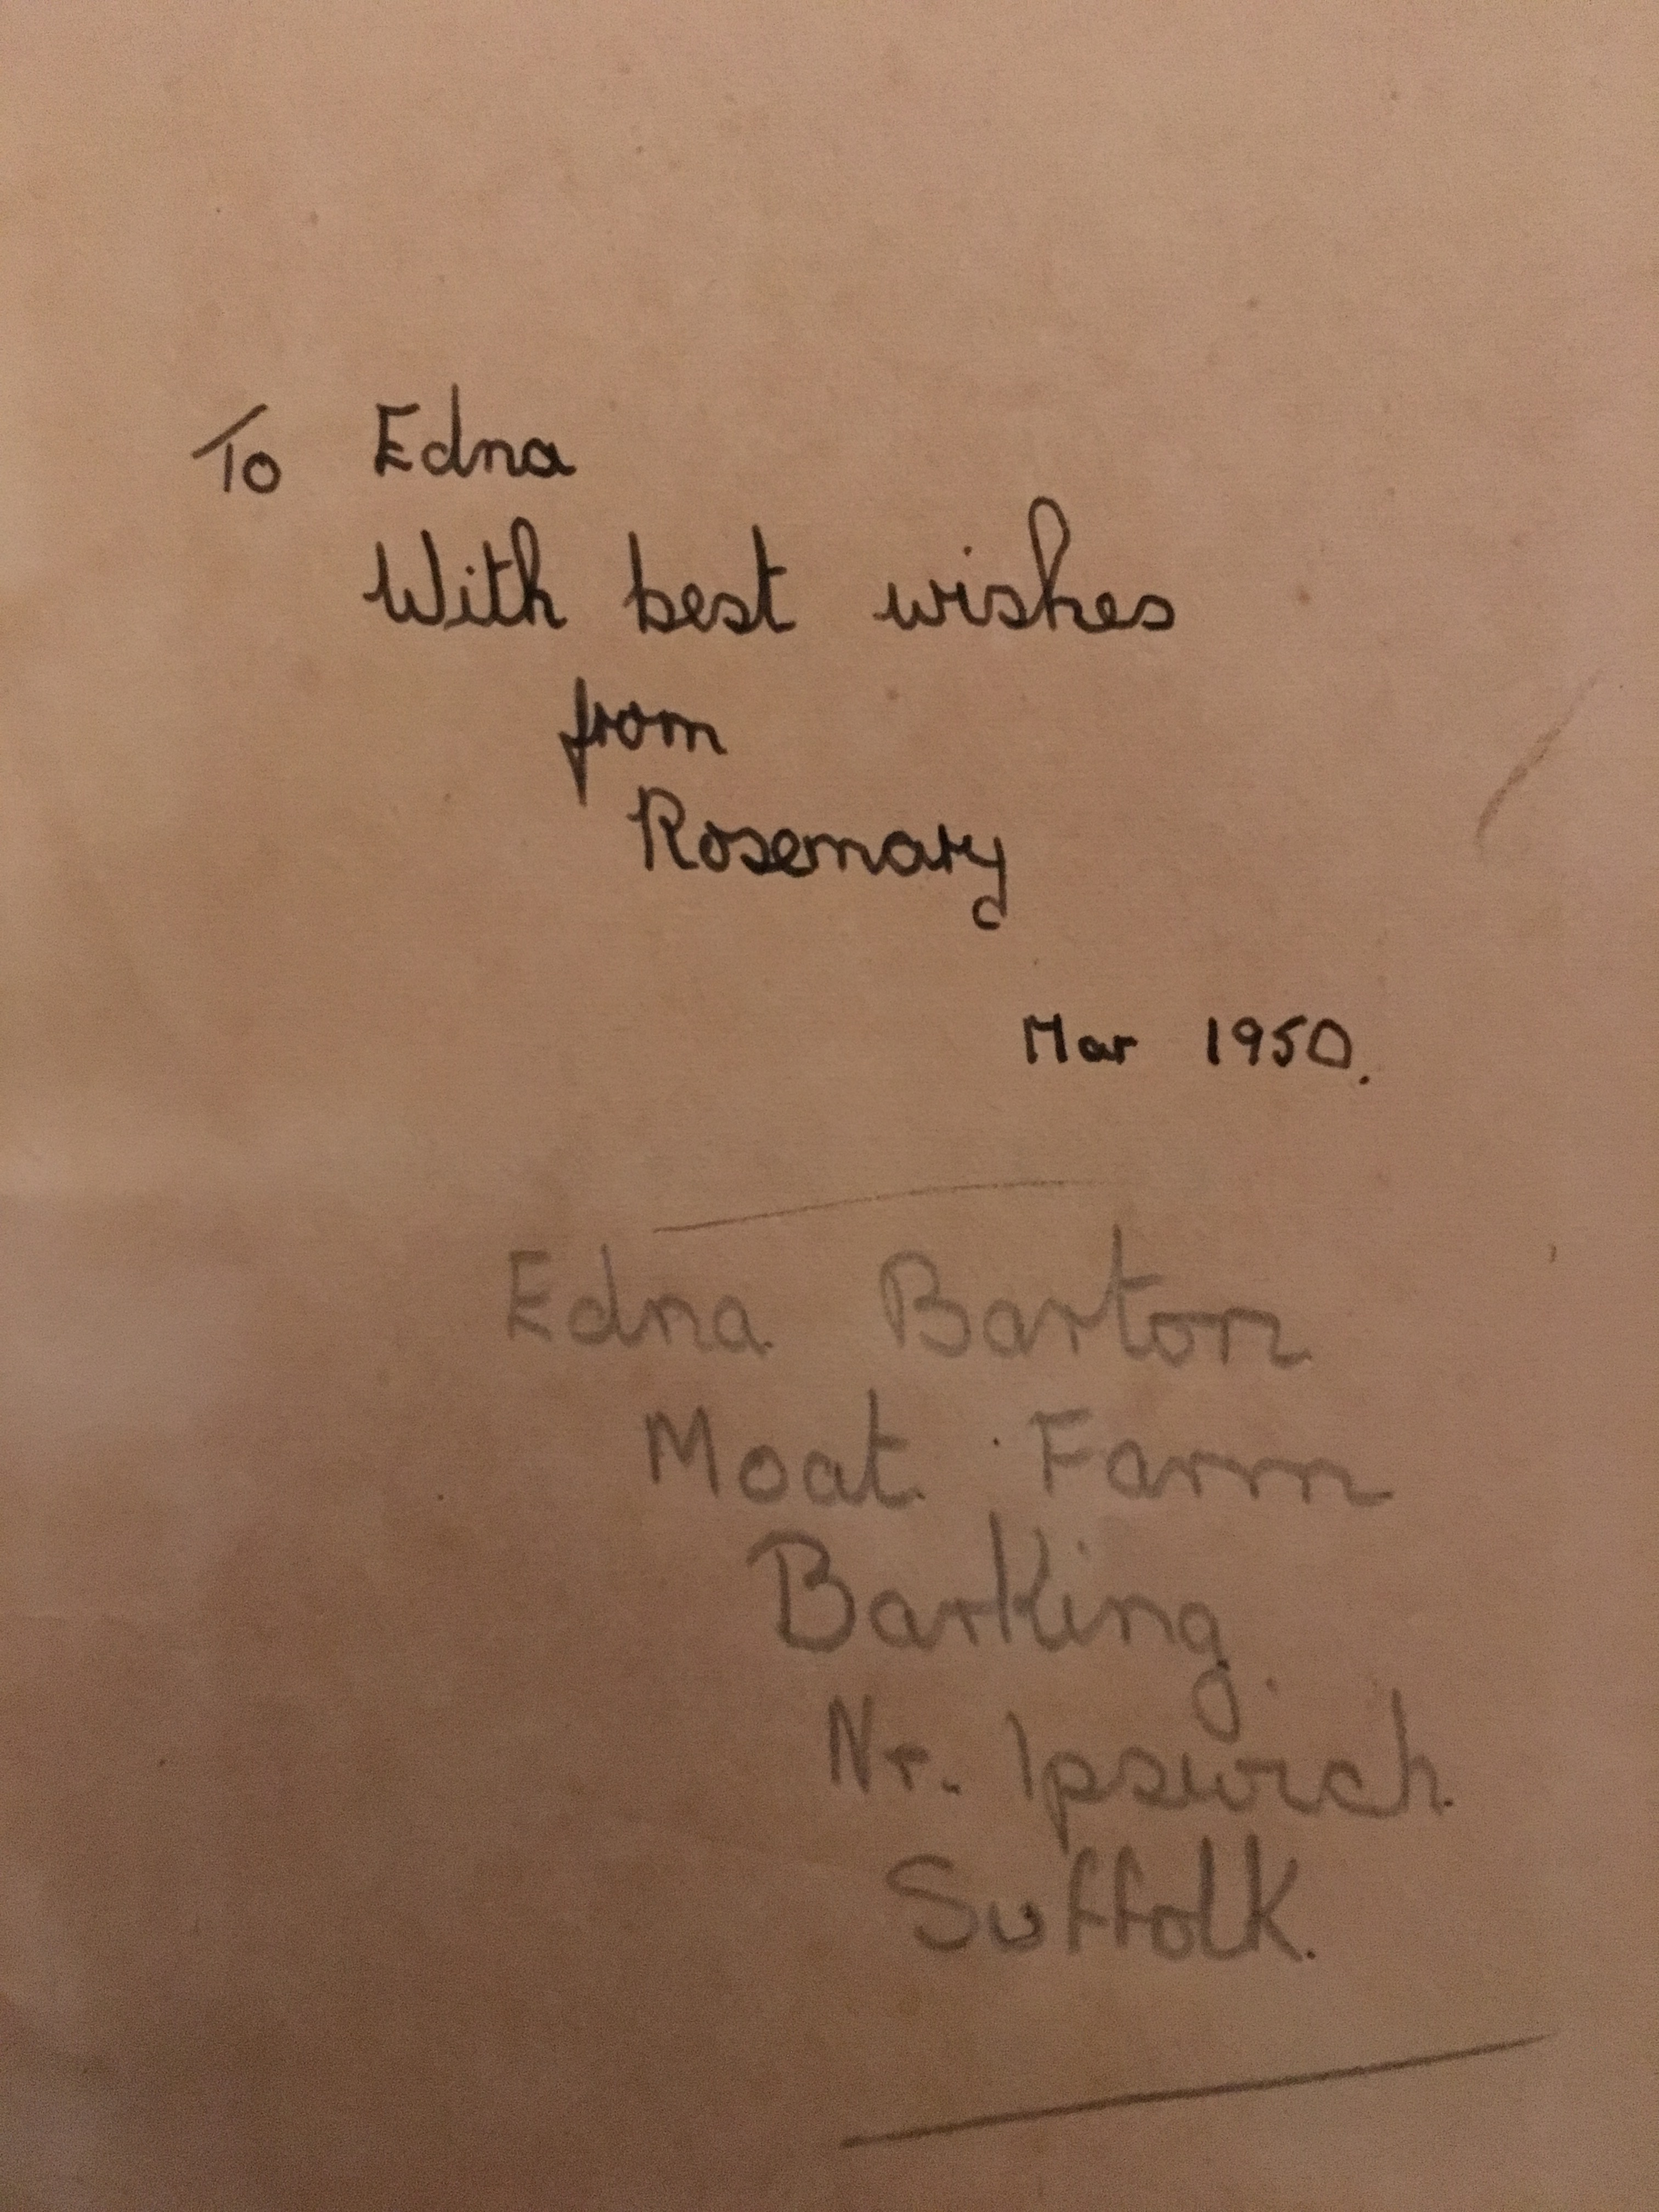 To Edna
With best wishes
from
Rosemary
Mar 1950.
Edna Barton
Moat Farm
Barking
Nr. Ipswich.
Suffolk.